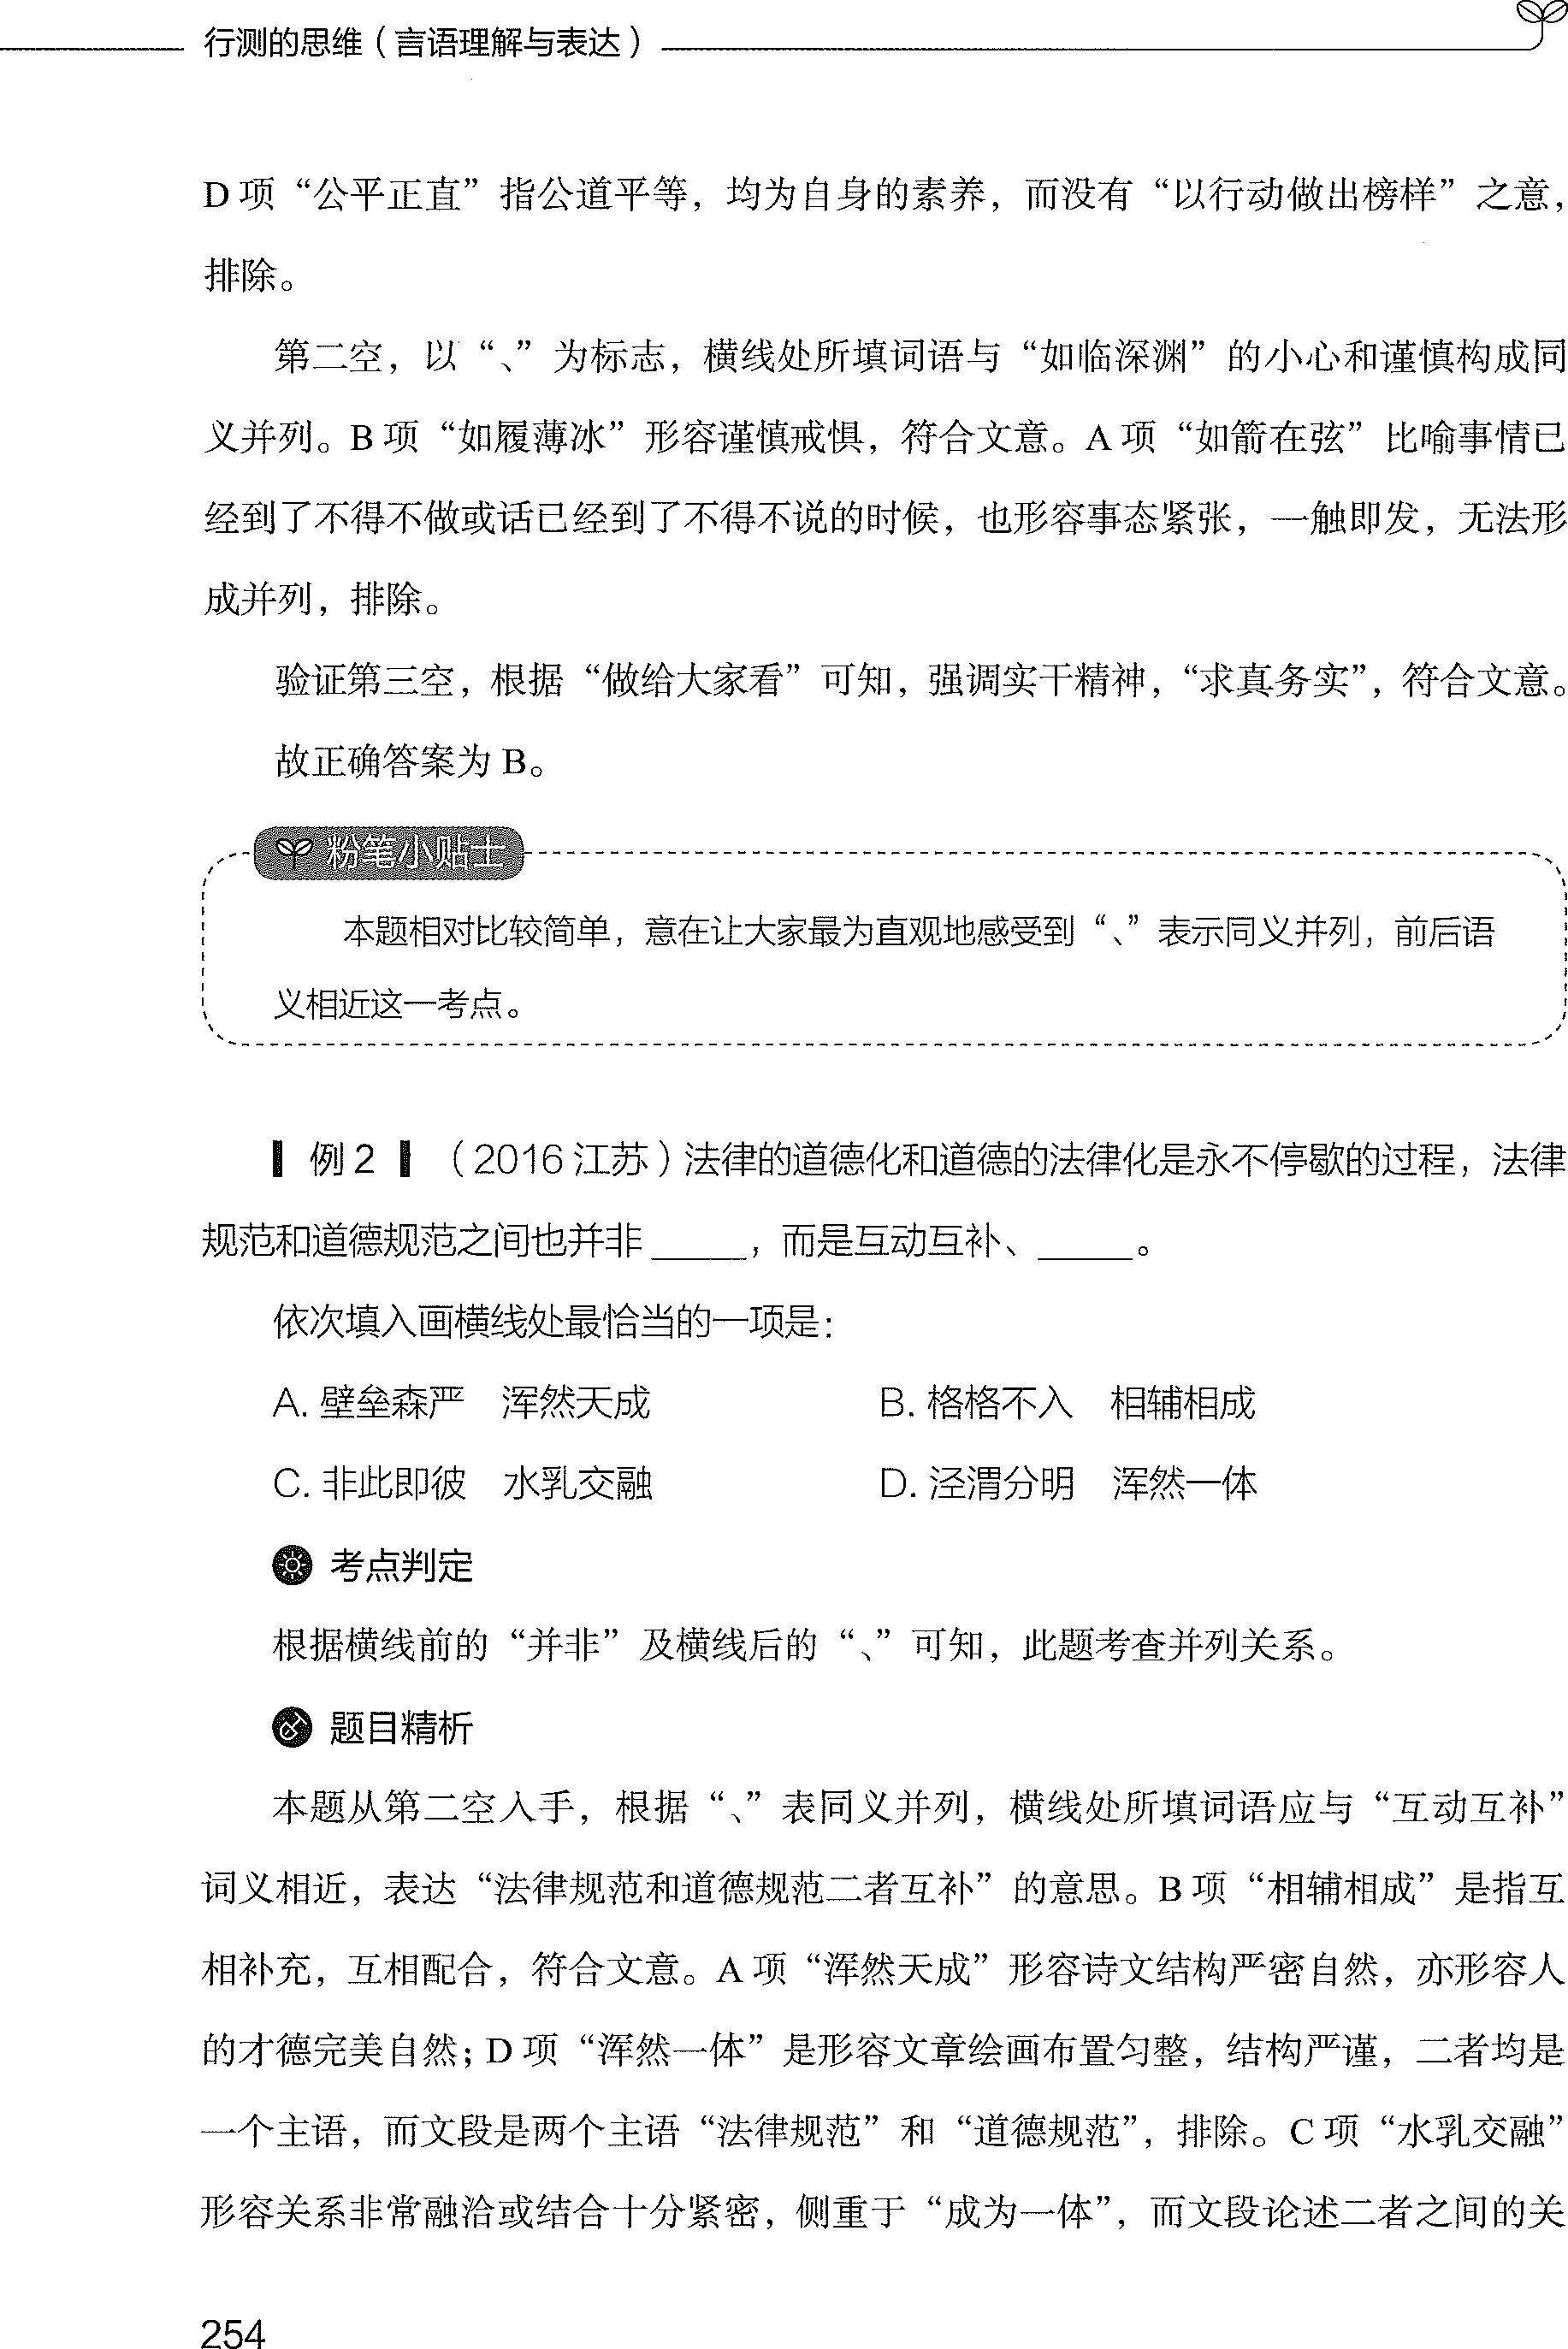 行测的思维（言语理解与表达）
D 项“公平正直”指公道平等，均为自身的素养，而没有“以行动做出榜样”之意，
排除。
第二空，以“、”为标志，横线处所填词语与“如临深渊”的小心和谨慎构成同
义并列。B 项“如履薄冰”形容谨慎戒惧，符合文意。A 项“如箭在弦”比喻事情已
经到了不得不做或话已经到了不得不说的时候，也形容事态紧张，一触即发，无法形
成并列，排除。
验证第三空，根据“做给大家看”可知，强调实干精神，“求真务实”，符合文意。
故正确答案为 B。
粉笔小贴士
本题相对比较简单，意在让大家最为直观地感受到“、”表示同义并列，前后语
义相近这一考点。
例 2 （2016 江苏）法律的道德化和道德的法律化是永不停歇的过程，法律
规范和道德规范之间也并非_____，而是互动互补、_____。
依次填入画横线处最恰当的一项是：
A. 壁垒森严　浑然天成　B. 格格不入　相辅相成
C. 非此即彼　水乳交融　D. 泾渭分明　浑然一体
考点判定
根据横线前的“并非”及横线后的“、”可知，此题考查并列关系。
题目精析
本题从第二空入手，根据“、”表同义并列，横线处所填词语应与“互动互补”
词义相近，表达“法律规范和道德规范二者互补”的意思。B 项“相辅相成”是指互
相补充，互相配合，符合文意。A 项“浑然天成”形容诗文结构严密自然，亦形容人
的才德完美自然；D 项“浑然一体”是形容文章绘画布置匀整，结构严谨，二者均是
一个主语，而文段是两个主语“法律规范”和“道德规范”，排除。C 项“水乳交融”
形容关系非常融洽或结合十分紧密，侧重于“成为一体”，而文段论述二者之间的关
254